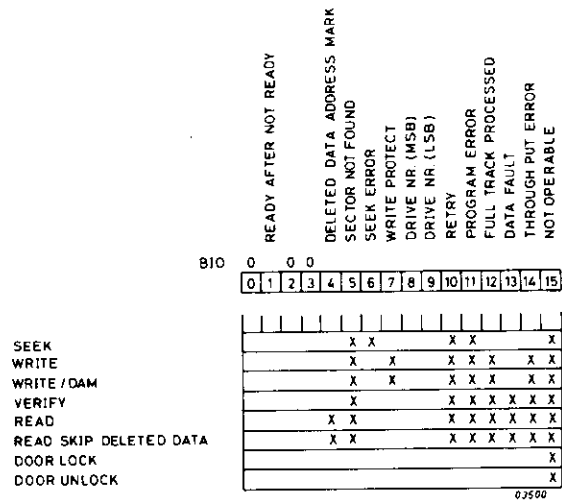 READY AFTER NOT READY
DELETED DATA ADDRESS MARK
SECTOR NOT FOUND
SEEK ERROR
WRITE PROTECT
DRIVE NR. (MSB)
DRIVE NR. (LSB)
RETRY
PROGRAM ERROR
FULL TRACK PROCESSED
DATA FAULT
THROUGH PUT ERROR
NOT OPERABLE
BIO 0 0 0
0 1 2 3 4 5 6 7 8 9 10 11 12 13 14 15
SEEK X X X X X
WRITE X X X X X X X
WRITE / DAM X X X X X X X
VERIFY X X X X X X X
READ X X X X X X X X
READ SKIP DELETED DATA X X X X X X X X
DOOR LOCK X
DOOR UNLOCK X
03500